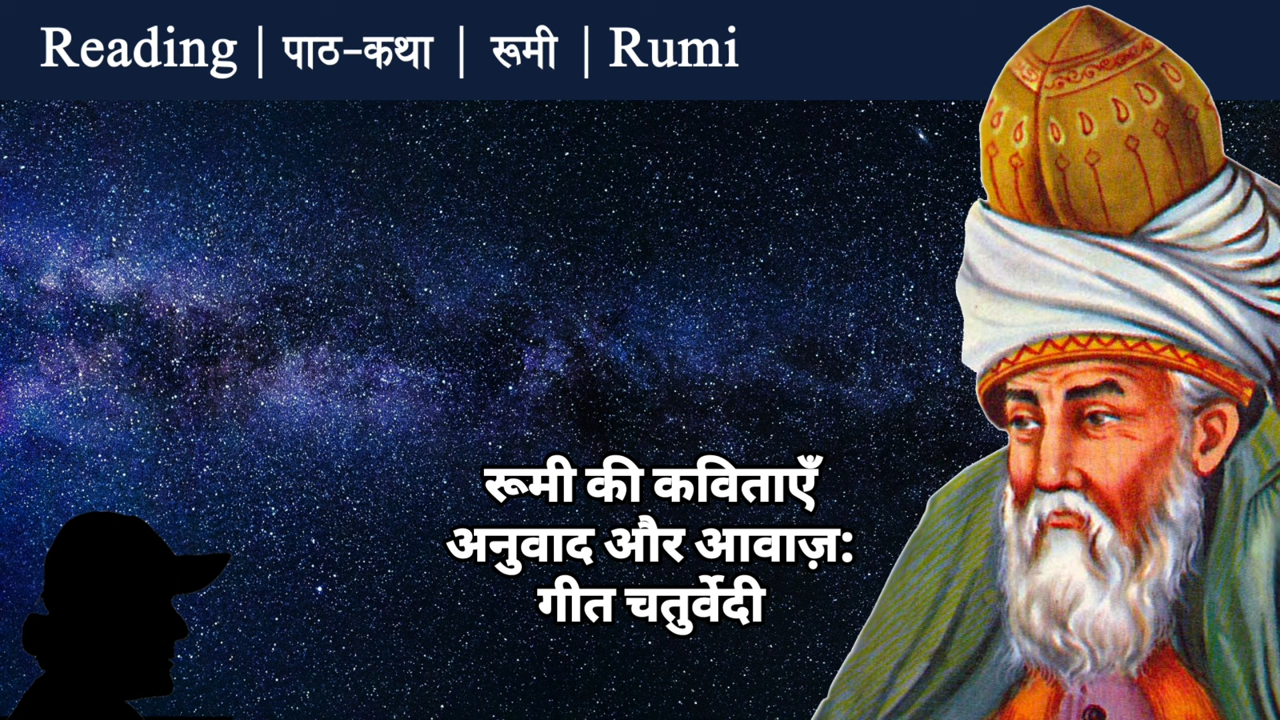 Reading | पाठ-कथा | रूमी | Rumi
रूमी की कविताएँ
अनुवाद और आवाज़:
गीत चतुर्वेदी